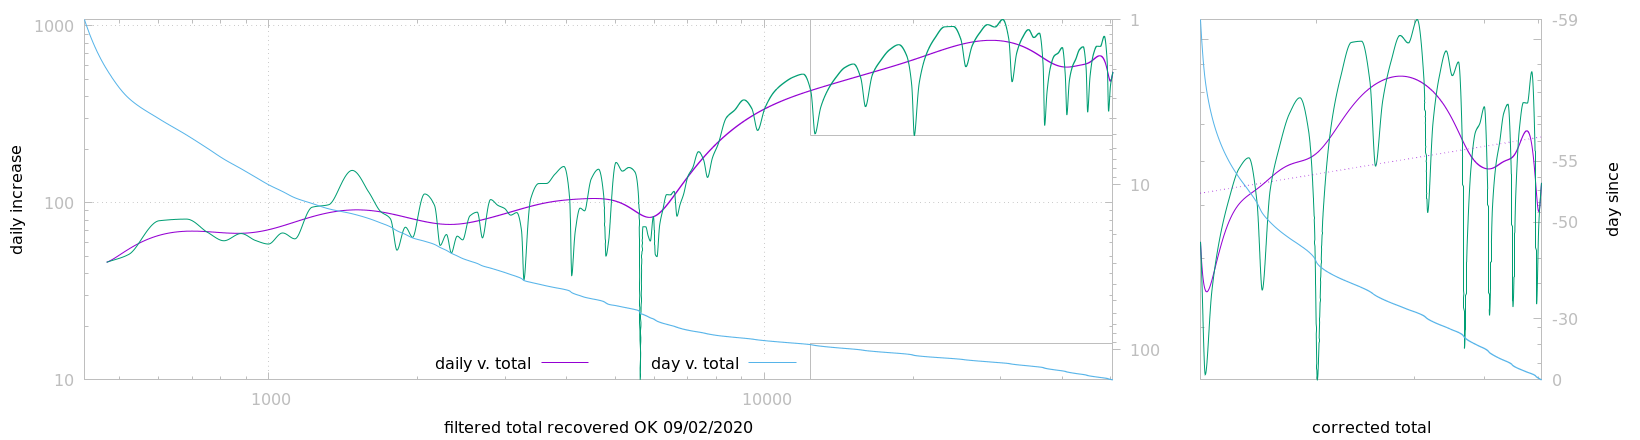 1000
100
10
daily increase
1000
10000
filtered total recovered OK 09/02/2020
daily v. total
day v. total
1
10
100
-59
-55
-50
-30
0
day since
corrected total